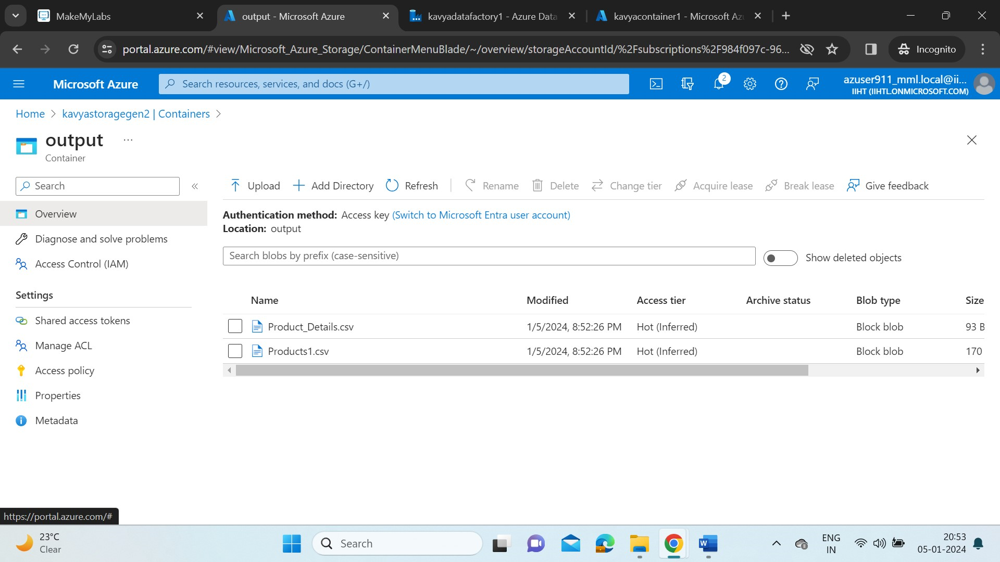 MakeMyLabs
output - Microsoft Azure
kavyadatafactory1 - Azure Data
kavyacontainer1 - Microsoft Az
portal.azure.com/#view/Microsoft_Azure_Storage/ContainerMenuBlade/~/overview/storageAccountId/%2Fsubscriptions%2F984f097c-96...
Incognito
Microsoft Azure
Search resources, services, and docs (G+/)
2
azuser911_mml.local@ii...
IIHT (IIHTL.ONMICROSOFT.COM)
Home > kavyastoragegen2 | Containers >
output ...
Container
Search
Upload
Add Directory
Refresh
Rename
Delete
Change tier
Acquire lease
Break lease
Give feedback
Overview
Diagnose and solve problems
Access Control (IAM)
Settings
Shared access tokens
Manage ACL
Access policy
Properties
Metadata
Authentication method: Access key (Switch to Microsoft Entra user account)
Location: output
Search blobs by prefix (case-sensitive)
Show deleted objects
Name Modified Access tier Archive status Blob type Size
Product_Details.csv 1/5/2024, 8:52:26 PM Hot (Inferred) Block blob 93 B
Products1.csv 1/5/2024, 8:52:26 PM Hot (Inferred) Block blob 170
https://portal.azure.com/#
23°C
Clear
Search
W
ENG
IN
20:53
05-01-2024